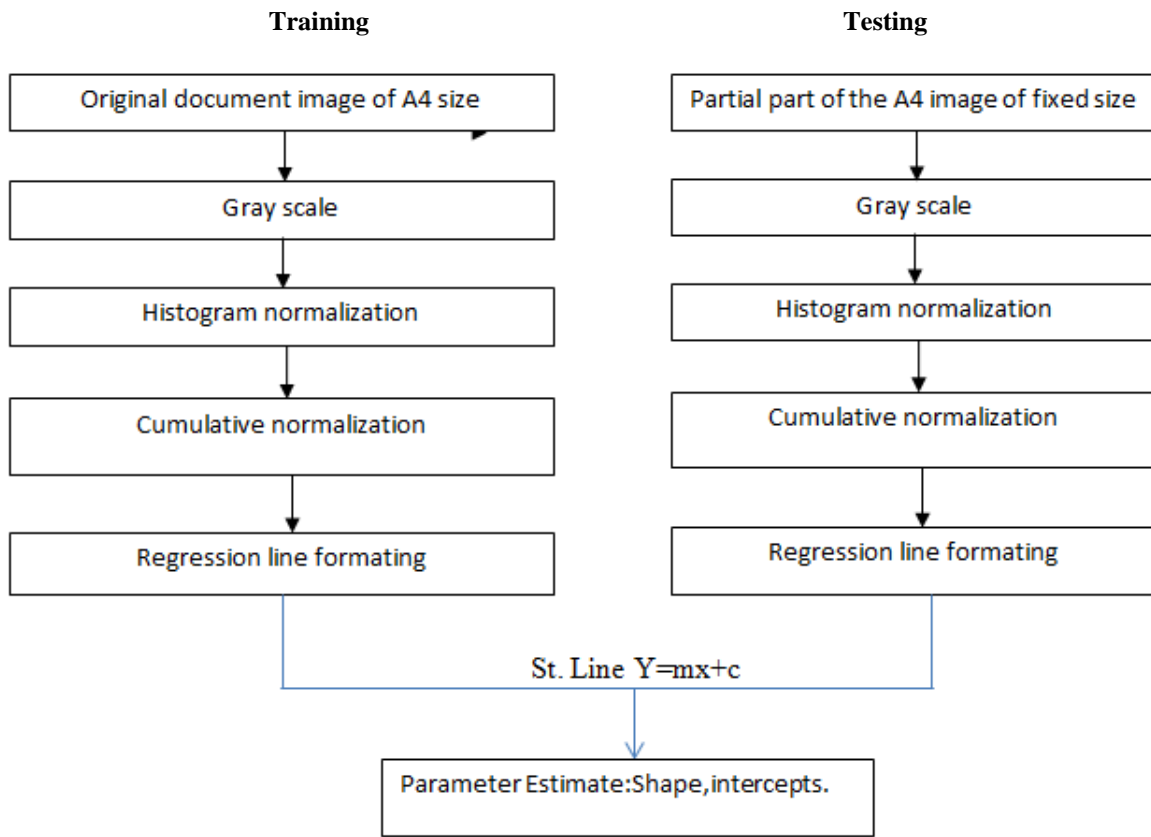 Training
Testing
Original document image of A4 size
Partial part of the A4 image of fixed size
Gray scale
Gray scale
Histogram normalization
Histogram normalization
Cumulative normalization
Cumulative normalization
Regression line formating
Regression line formating
St. Line Y=mx+c
Parameter Estimate:Shape,intercepts.